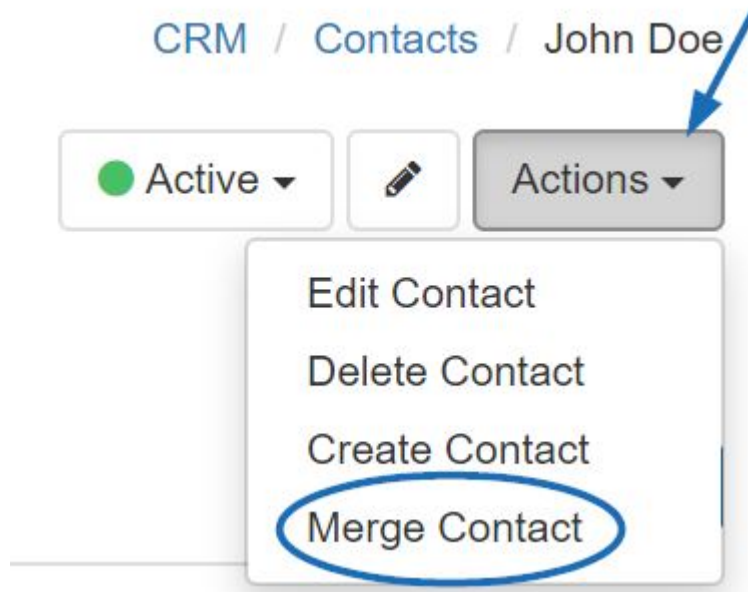 CRM / Contacts / John Doe
Active Actions
Edit Contact
Delete Contact
Create Contact
Merge Contact